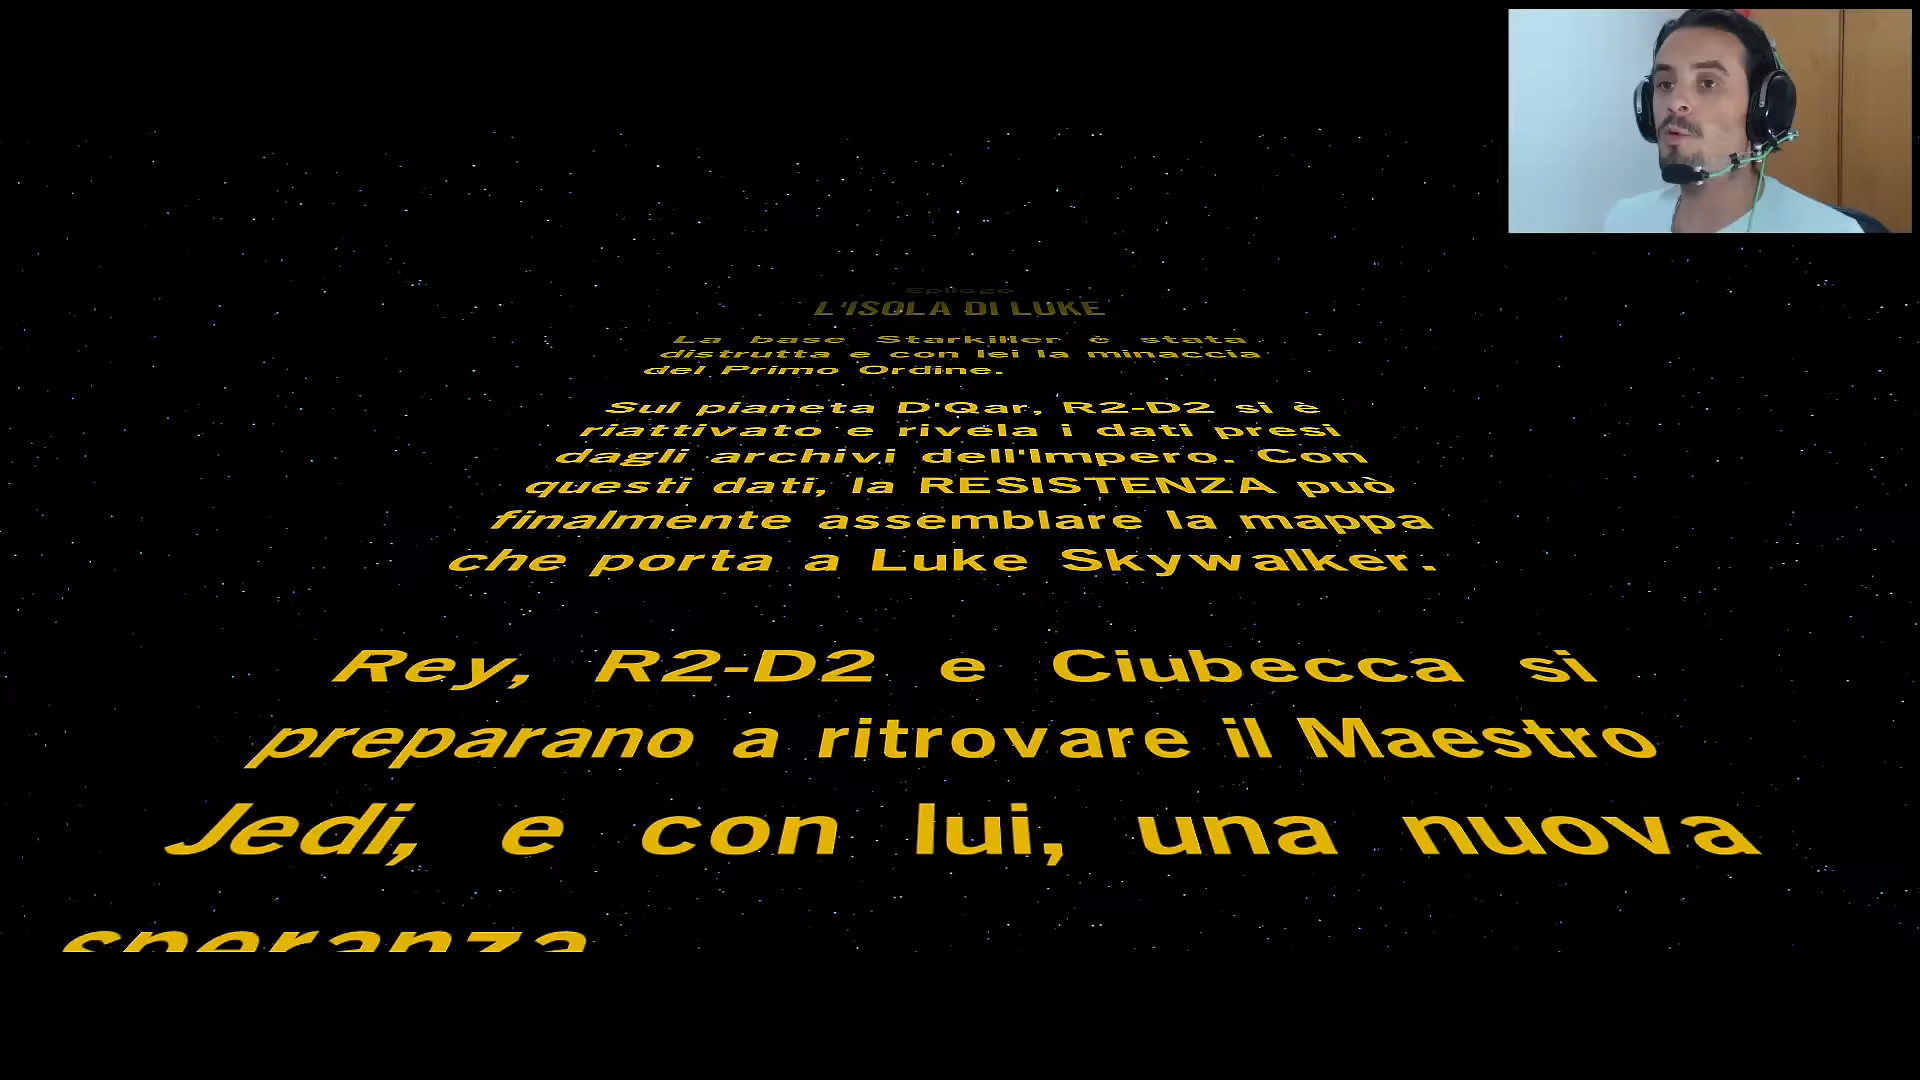 Epilogo
L'ISOLA DI LUKE
La base Starkiller è stata
distrutta e con lei la minaccia
del Primo Ordine.
Sul pianeta D'Qar, R2-D2 si è
riattivato e rivela i dati presi
dagli archivi dell'Impero. Con
questi dati, la RESISTENZA può
finalmente assemblare la mappa
che porta a Luke Skywalker.
Rey, R2-D2 e Ciubecca si
preparano a ritrovare il Maestro
Jedi, e con lui, una nuova
speranza